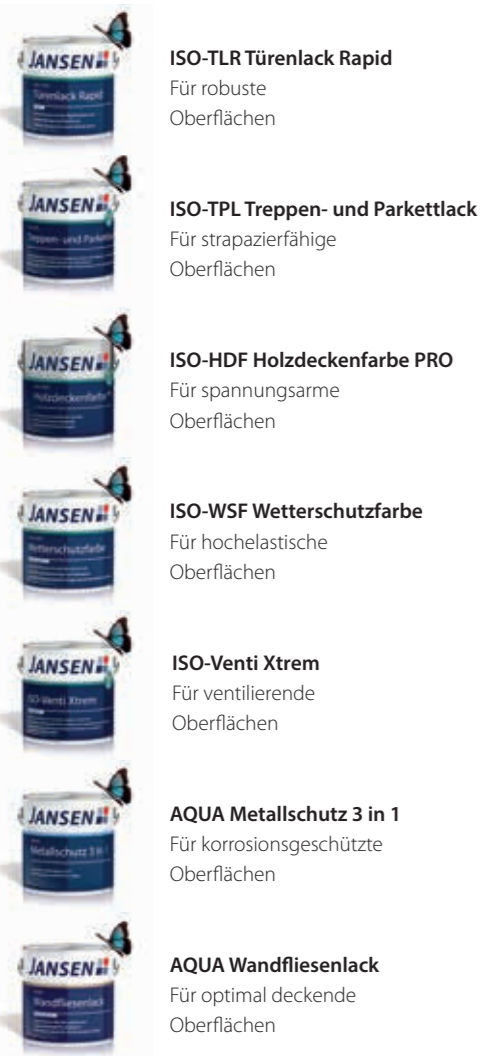 JANSEN
Türenlack Rapid
ISO-TLR Türenlack Rapid
Für robuste
Oberflächen
JANSEN
Treppen- und
ISO-TPL Treppen- und Parkettlack
Für strapazierfähige
Oberflächen
JANSEN
Holzdeckenfarbe
ISO-HDF Holzdeckenfarbe PRO
Für spannungsarme
Oberflächen
JANSEN
Wetterschutzfarbe
ISO-WSF Wetterschutzfarbe
Für hochelastische
Oberflächen
JANSEN
ISO-Venti Xtrem
ISO-Venti Xtrem
Für ventilierende
Oberflächen
JANSEN
Metallschutz 3 in 1
AQUA Metallschutz 3 in 1
Für korrosionsgeschützte
Oberflächen
JANSEN
Wandfliesenlack
AQUA Wandfliesenlack
Für optimal deckende
Oberflächen